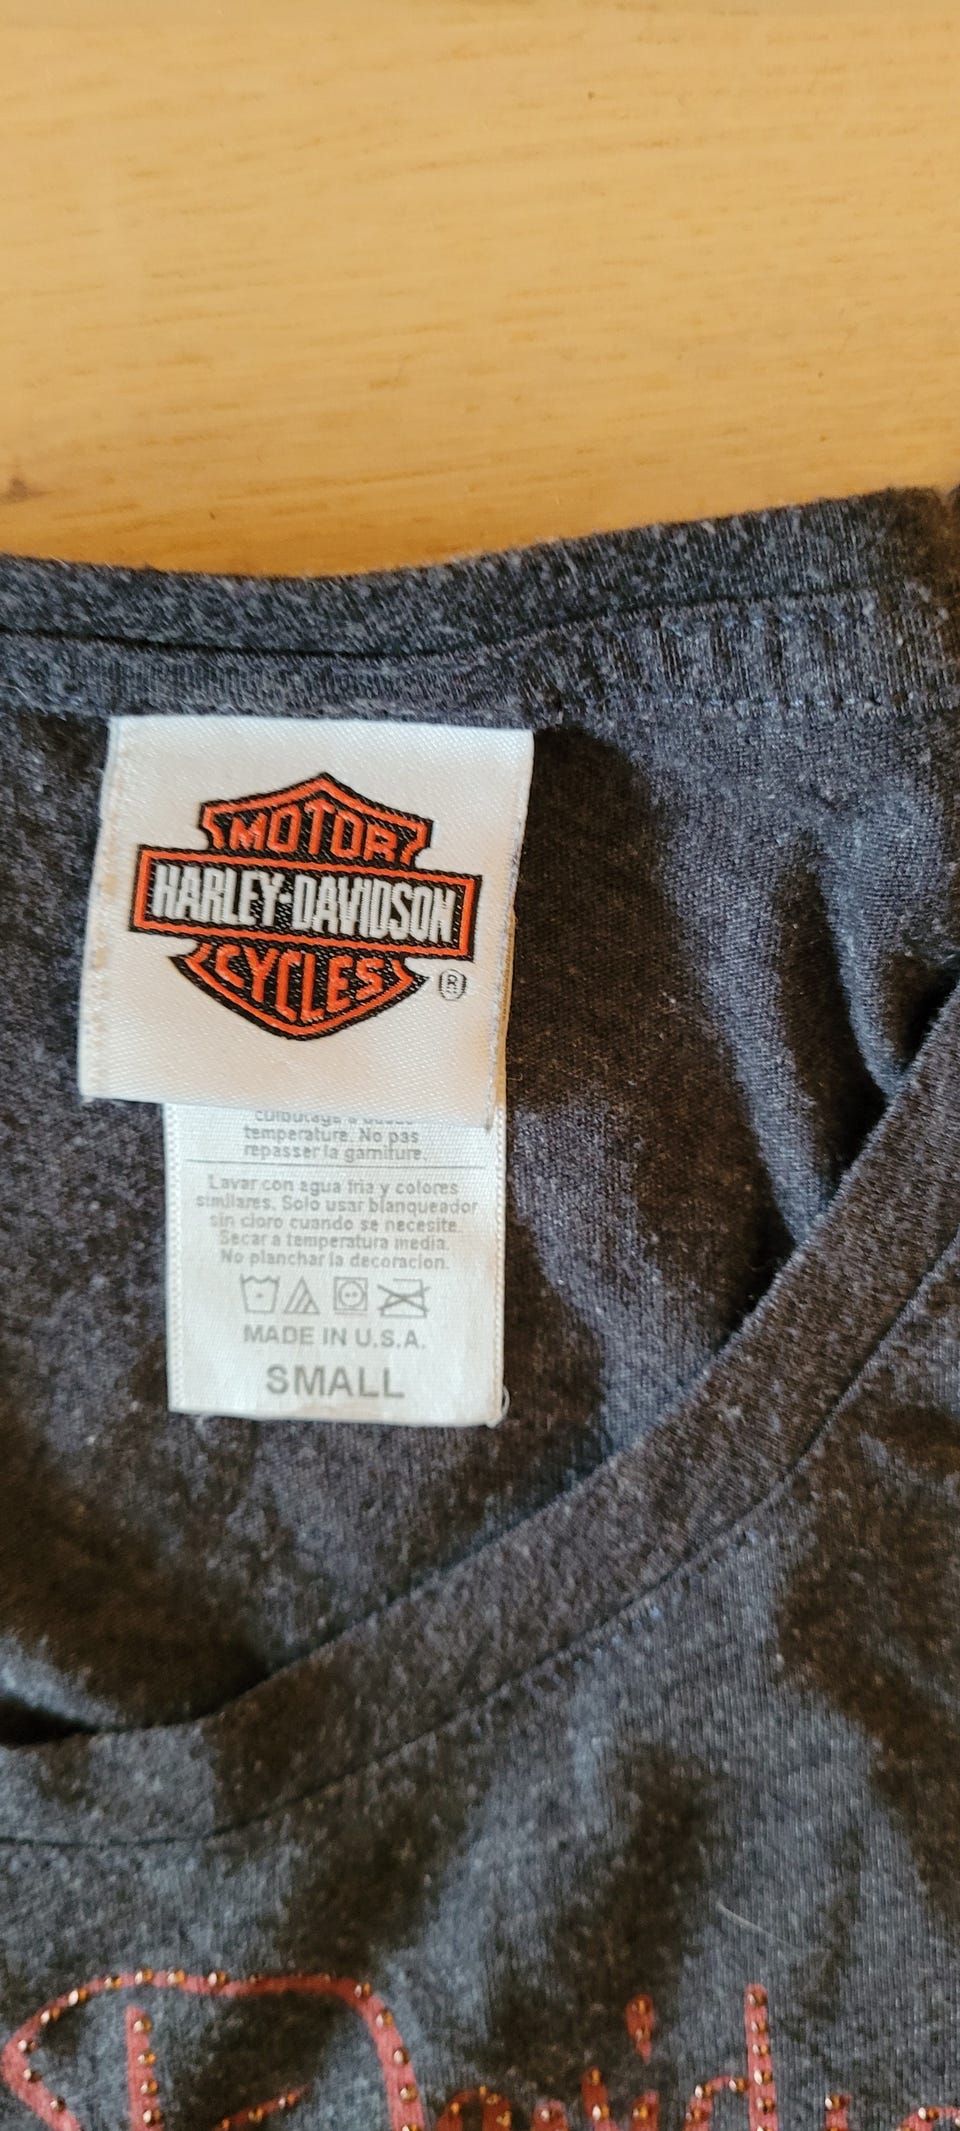 MOTOR
HARLEY-DAVIDSON
CYCLES
®
temperature. No pas
repasser la garniture.
Lavar con agua fria y colores
similares. Solo usar blanqueador
sin cloro cuando se necesite.
Secar a temperatura media.
No planchar la decoracion.
MADE IN U.S.A.
SMALL
David